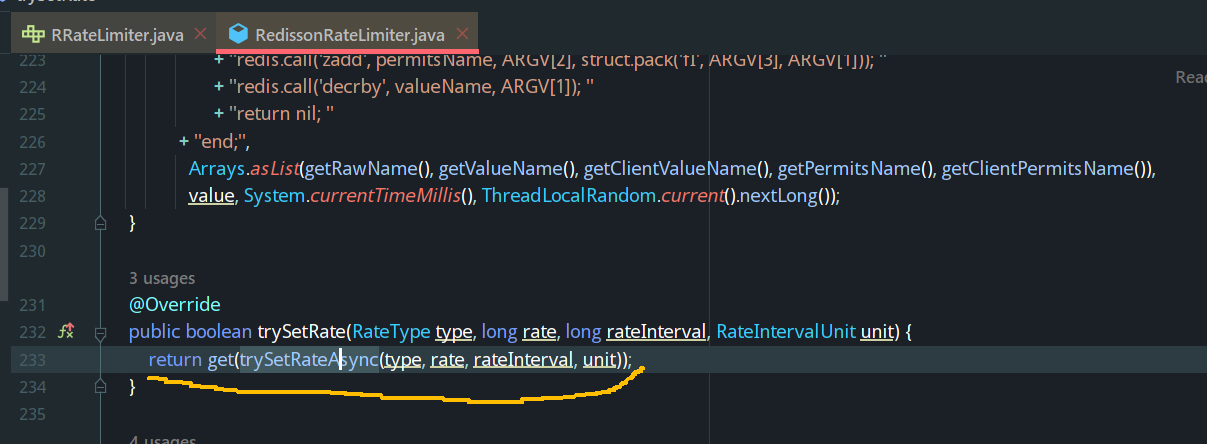 RRateLimiter.java
RedissonRateLimiter.java
Read
223 + "redis.call('zadd', permitsName, ARGV[2], struct.pack('fI', ARGV[3], ARGV[1])); "
224 + "redis.call('decrby', valueName, ARGV[1]); "
225 + "return nil; "
226 + "end;",
227 Arrays.asList(getRawName(), getValueName(), getClientValueName(), getPermitsName(), getClientPermitsName()),
228 value, System.currentTimeMillis(), ThreadLocalRandom.current().nextLong());
229 }
230
3 usages
231 @Override
232 public boolean trySetRate(RateType type, long rate, long rateInterval, RateIntervalUnit unit) {
233 return get(trySetRateAsync(type, rate, rateInterval, unit));
234 }
235
4 usages